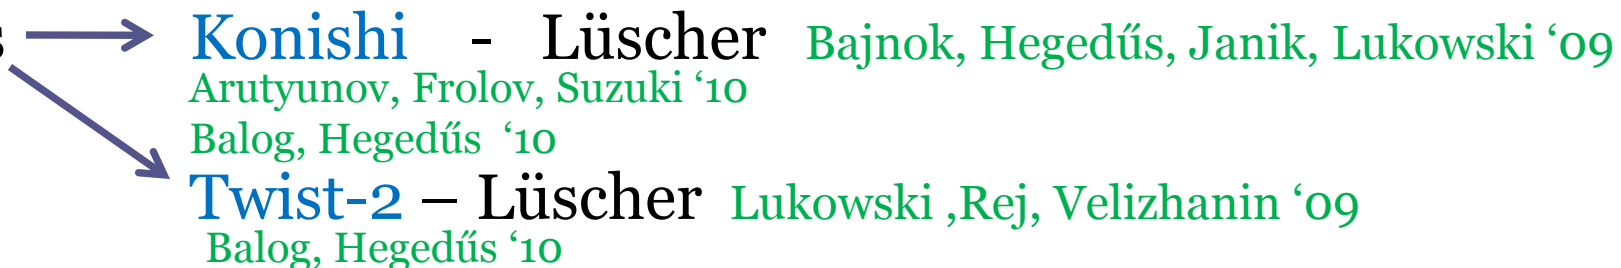 s Konishi - Lüscher Bajnok, Hegedűs, Janik, Lukowski ‘09
Arutyunov, Frolov, Suzuki ‘10
Balog, Hegedűs ‘10
Twist-2 – Lüscher Lukowski ,Rej, Velizhanin ‘09
Balog, Hegedűs ‘10